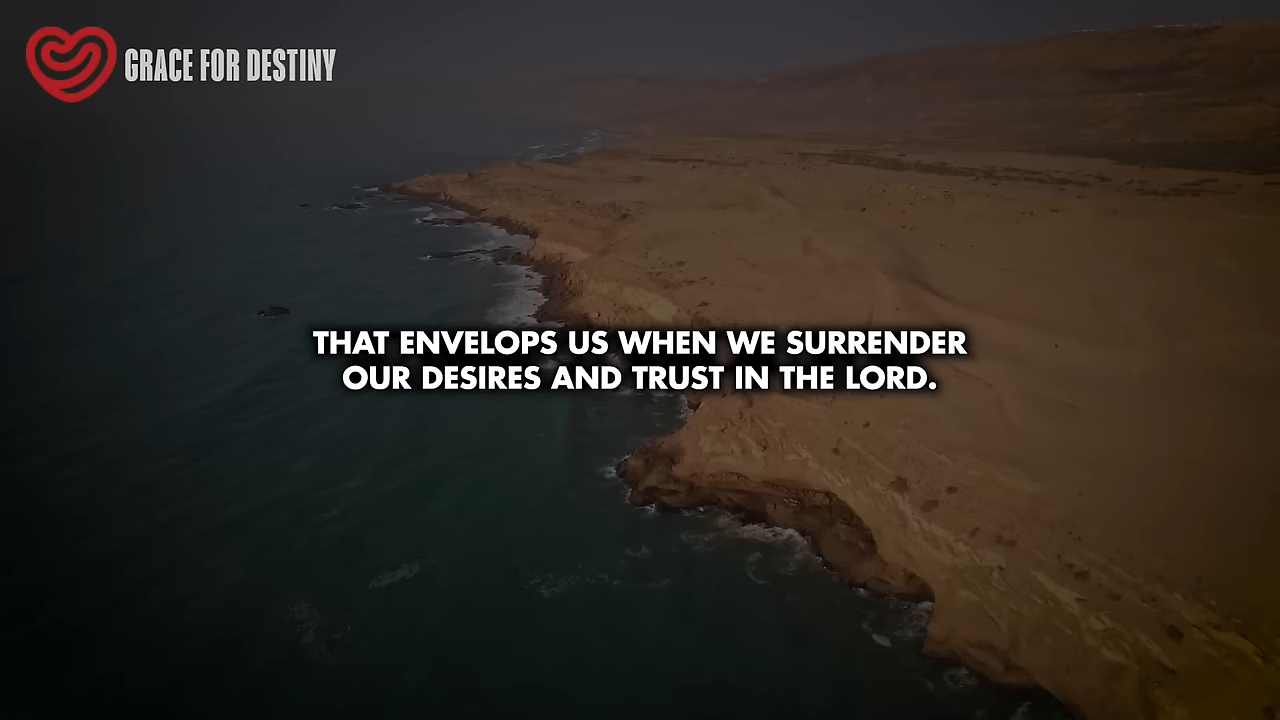 GRACE FOR DESTINY
THAT ENVELOPS US WHEN WE SURRENDER
OUR DESIRES AND TRUST IN THE LORD.